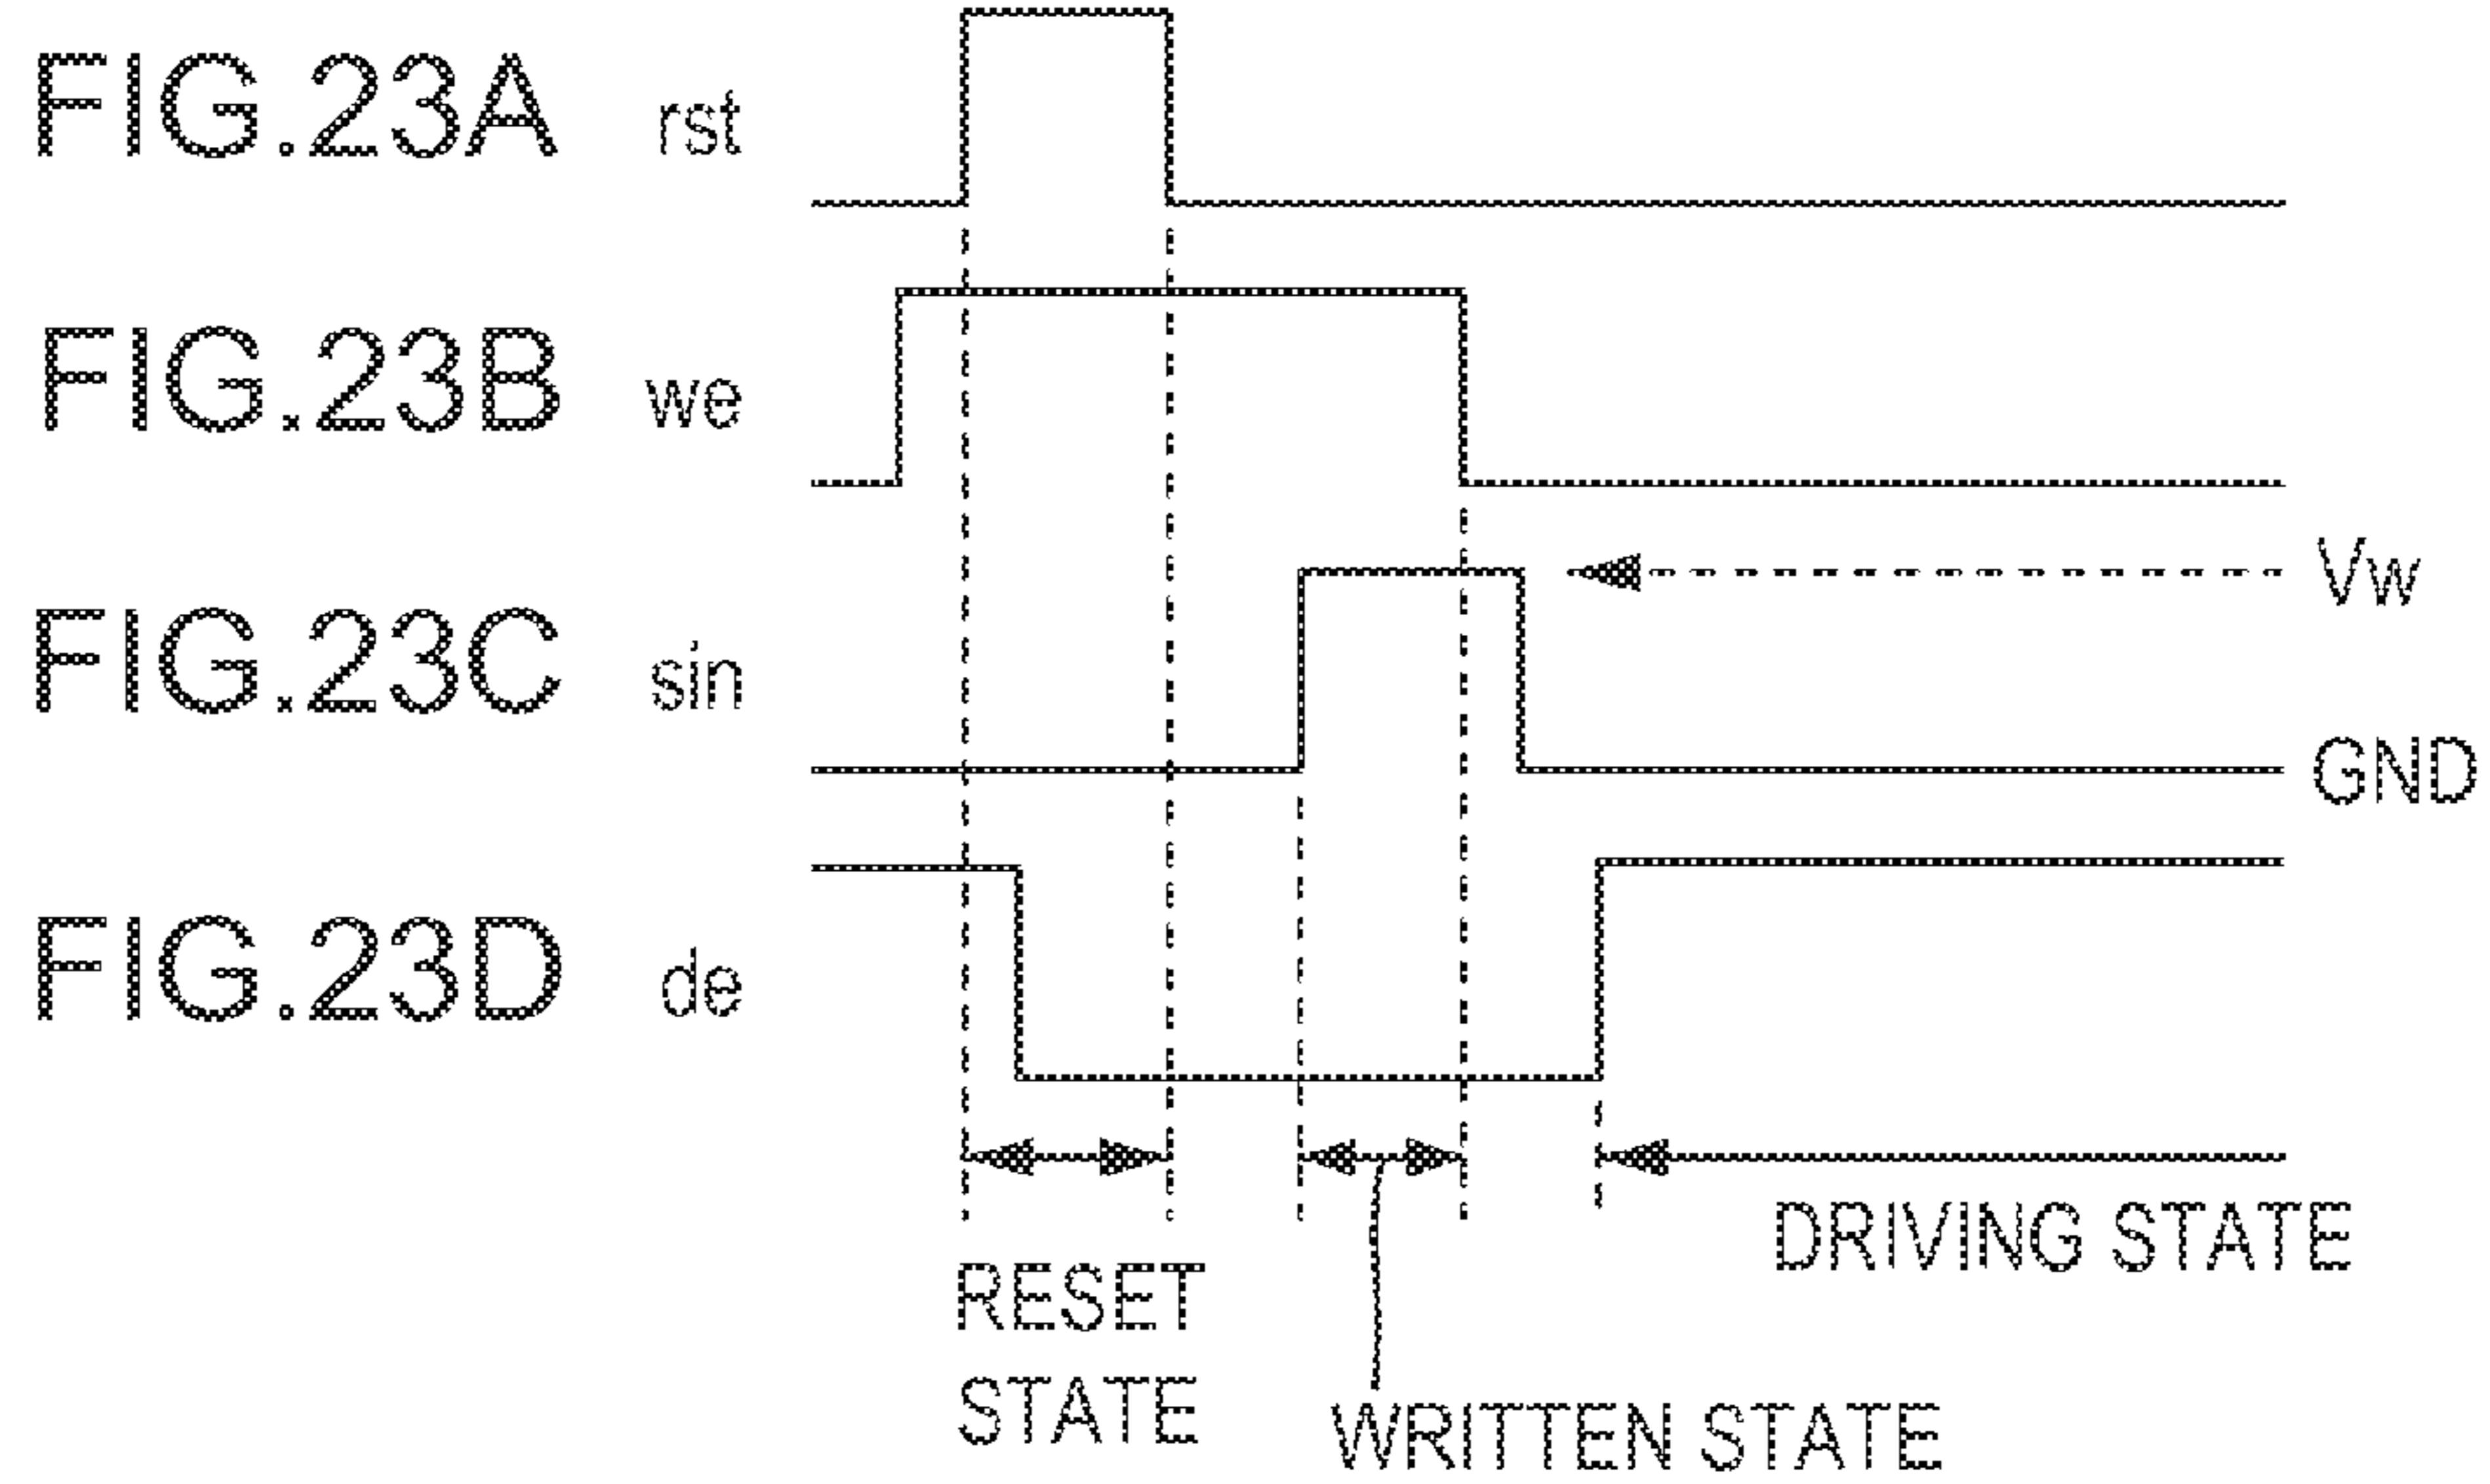 FIG.23A rst
FIG.23B we
Vw
FIG.23C sin
GND
FIG.23D de
DRIVING STATE
RESET
STATE
WRITTEN STATE